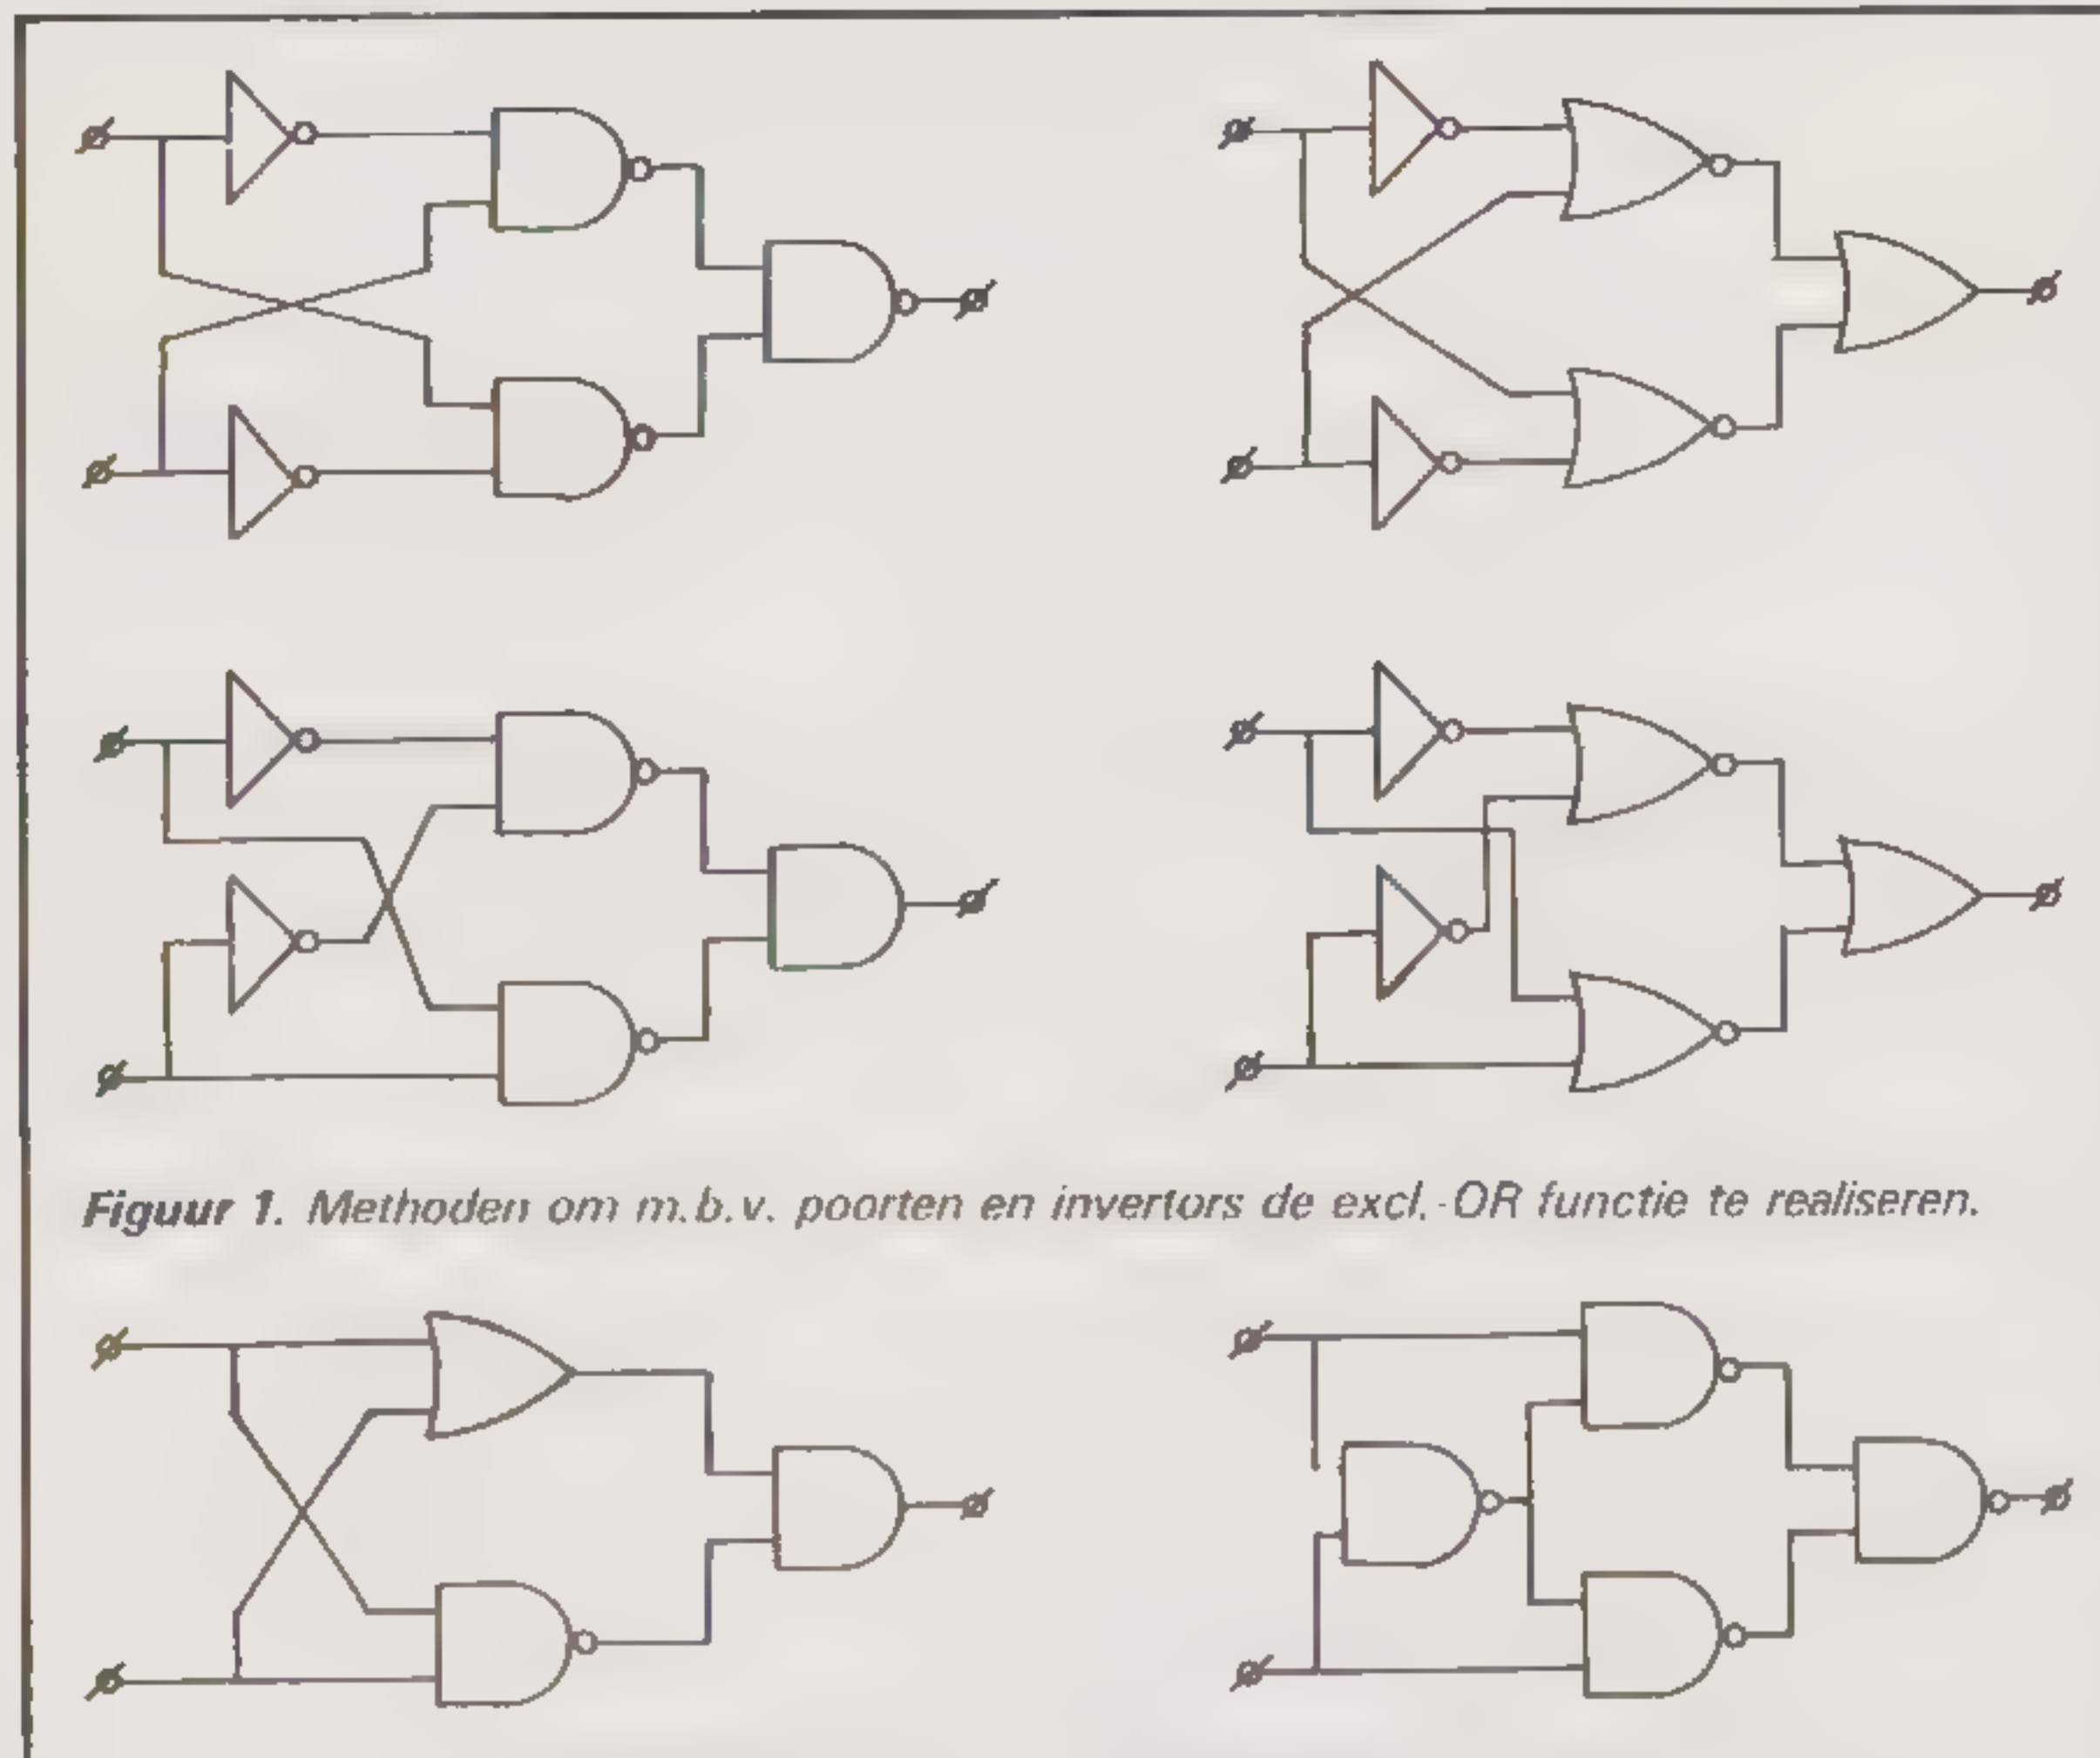 Figuur 1. Methoden om m.b.v. poorten en invertors de excl.-OR functie te realiseren.